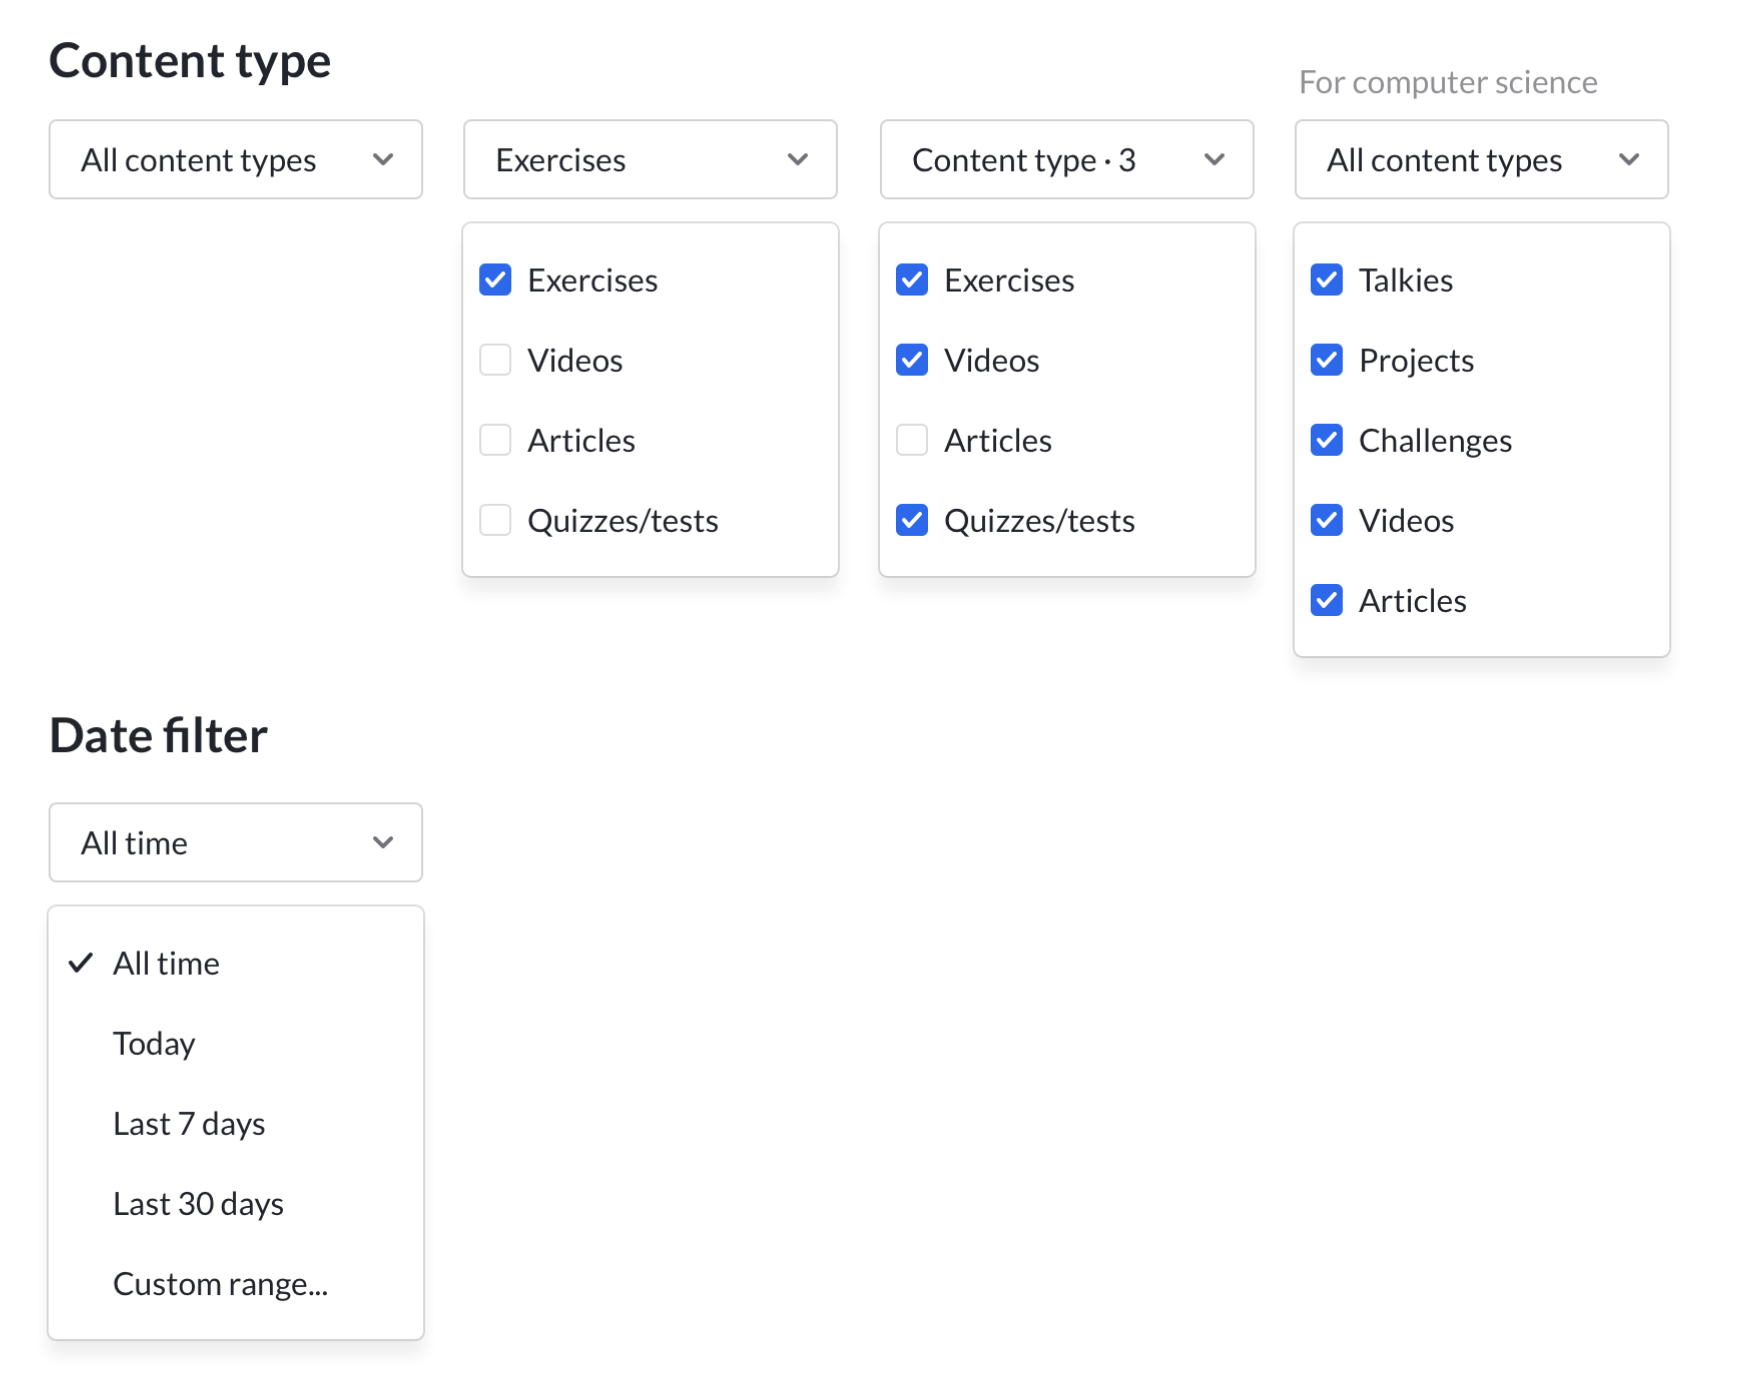 Content type
For computer science
All content types
Exercises
Content type · 3
All content types
Exercises
Videos
Articles
Quizzes/tests
Exercises
Videos
Articles
Quizzes/tests
Talkies
Projects
Challenges
Videos
Articles
Date filter
All time
All time
Today
Last 7 days
Last 30 days
Custom range...